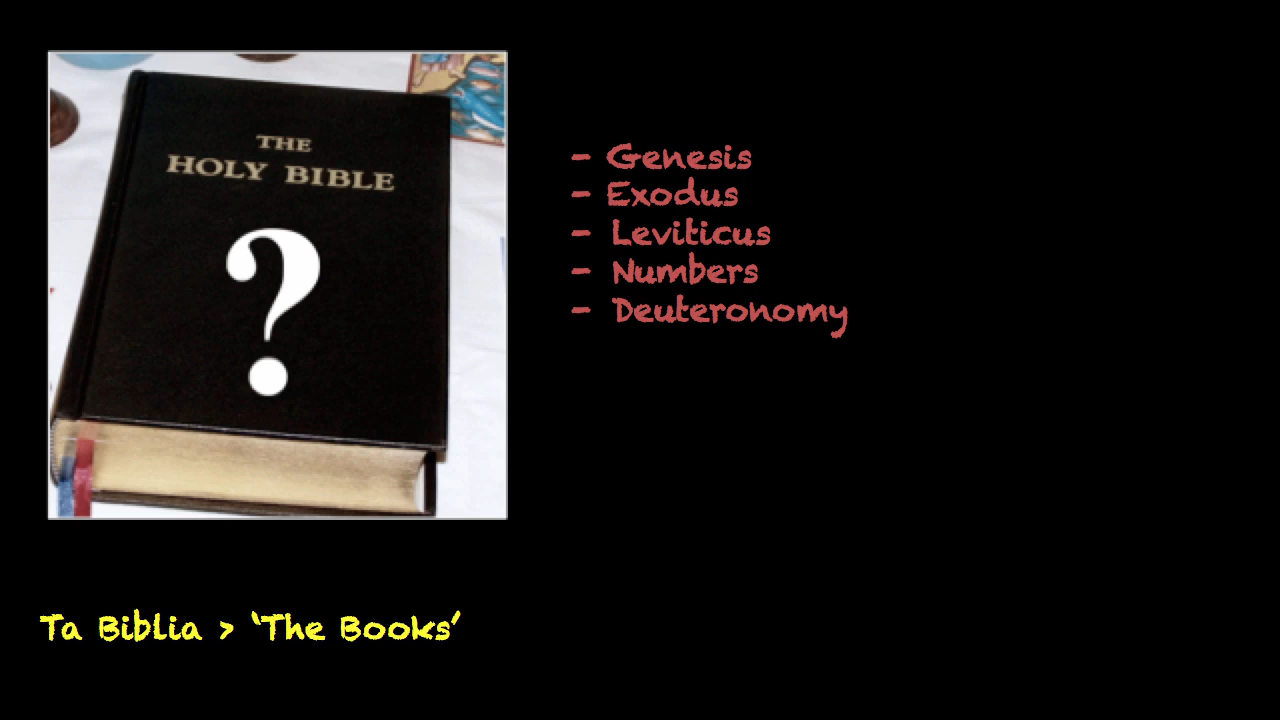 THE
HOLY BIBLE
?
- Genesis
- Exodus
- Leviticus
- Numbers
- Deuteronomy
Ta Biblia > ‘The Books’